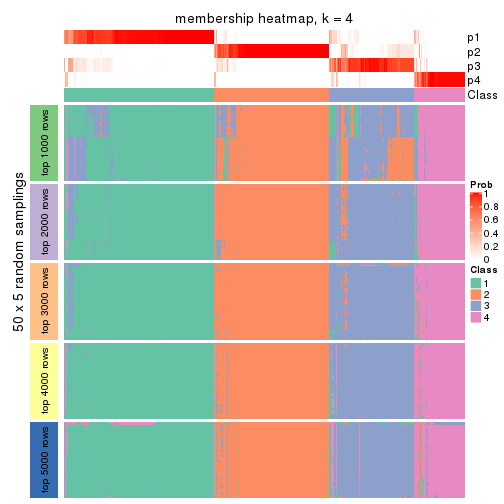 membership heatmap, k = 4
p1
p2
p3
p4
Class
50 x 5 random samplings
top 1000 rows
top 2000 rows
top 3000 rows
top 4000 rows
top 5000 rows
Prob
1
0.8
0.6
0.4
0.2
0
Class
1
2
3
4